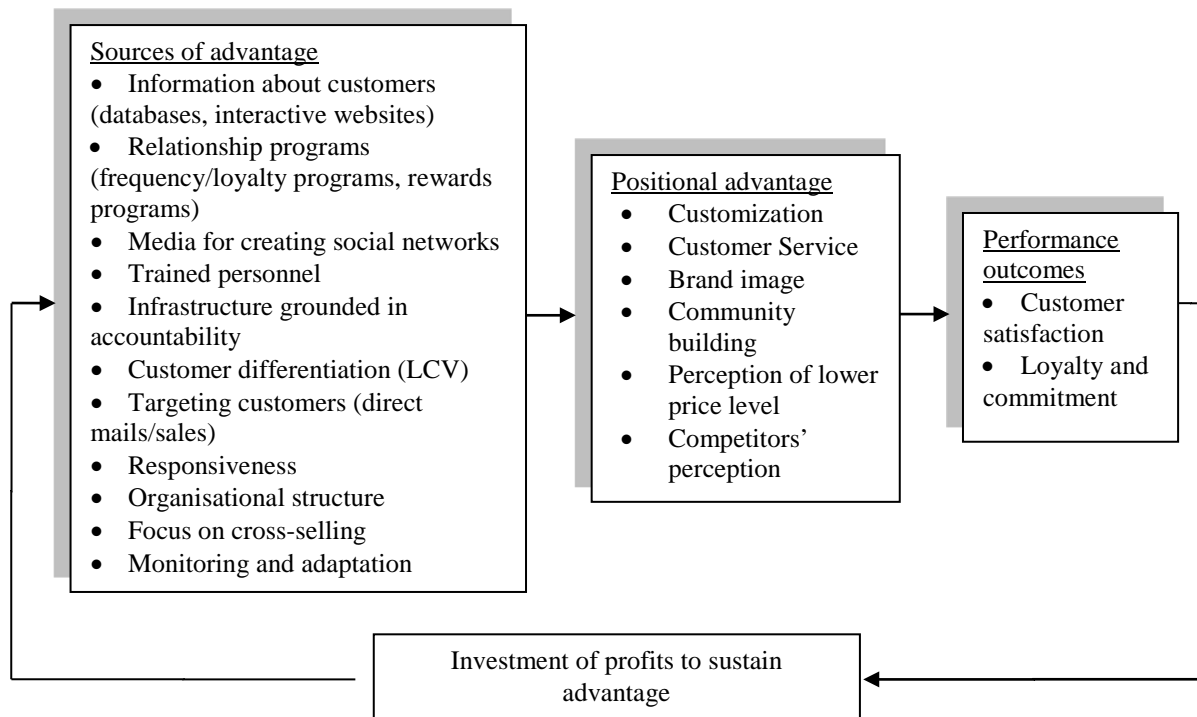 Sources of advantage
• Information about customers
(databases, interactive websites)
• Relationship programs
(frequency/loyalty programs, rewards
programs)
• Media for creating social networks
• Trained personnel
• Infrastructure grounded in
accountability
• Customer differentiation (LCV)
• Targeting customers (direct
mails/sales)
• Responsiveness
• Organisational structure
• Focus on cross-selling
• Monitoring and adaptation
Positional advantage
• Customization
• Customer Service
• Brand image
• Community
building
• Perception of lower
price level
• Competitors’
perception
Performance
outcomes
• Customer
satisfaction
• Loyalty and
commitment
Investment of profits to sustain
advantage